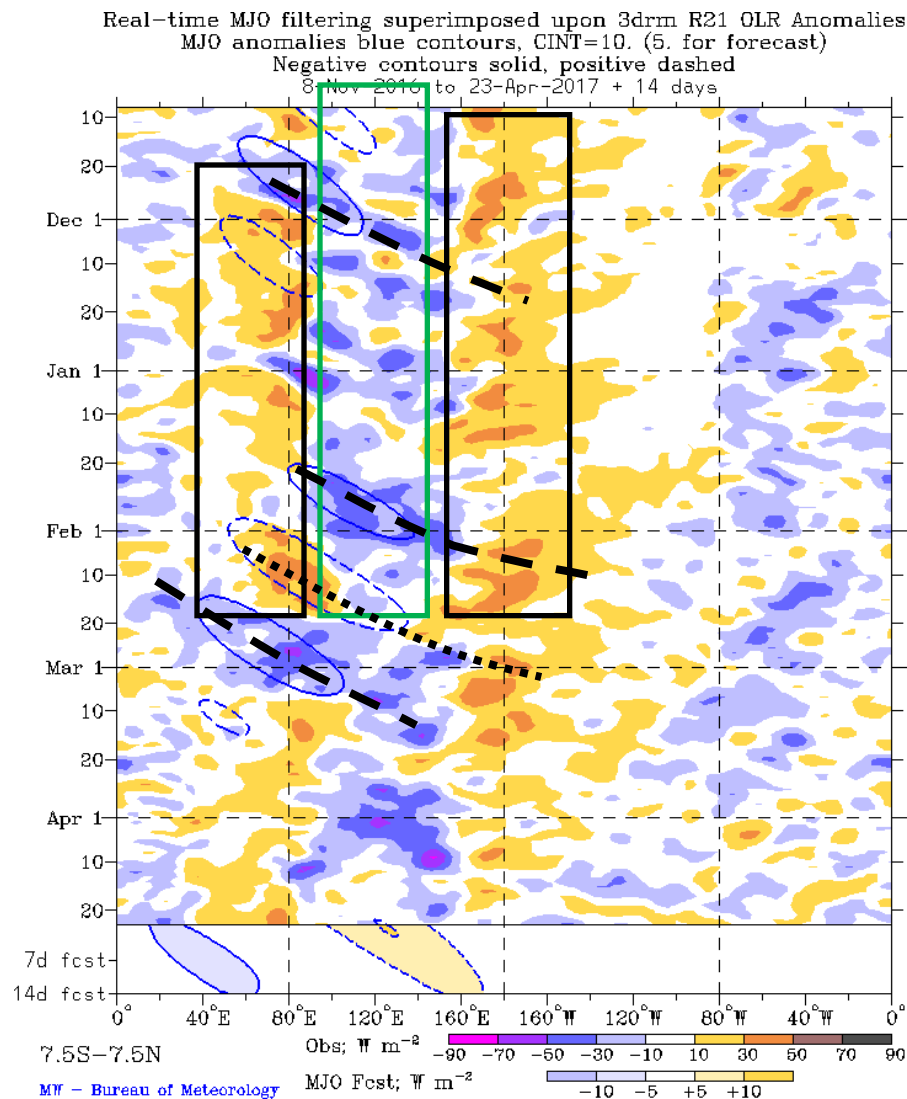 Real-time MJO filtering superimposed upon 3drm R21 OLR Anomalies
MJO anomalies blue contours, CINT=10. (5. for forecast)
Negative contours solid, positive dashed
8-Nov-2016 to 23-Apr-2017 + 14 days
10
20
Dec 1
10
20
Jan 1
10
20
Feb 1
10
20
Mar 1
10
20
Apr 1
10
20
7d fcst
14d fcst
0° 40°E 80°E 120°E 160°E 160°W 120°W 80°W 40°W 0°
7.5S-7.5N
Obs; W m⁻²
-90 -70 -50 -30 -10 10 30 50 70 90
MW - Bureau of Meteorology
MJO Fcst; W m⁻²
-10 -5 +5 +10